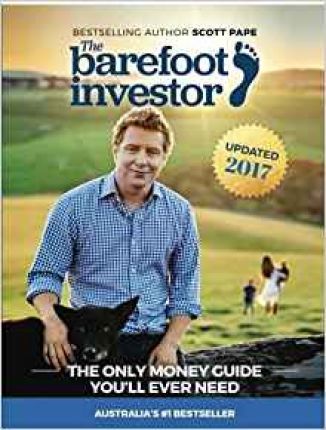 BESTSELLING AUTHOR SCOTT PAPE
The
barefoot
investor
UPDATED
2017
THE ONLY MONEY GUIDE
YOU'LL EVER NEED
AUSTRALIA'S #1 BESTSELLER